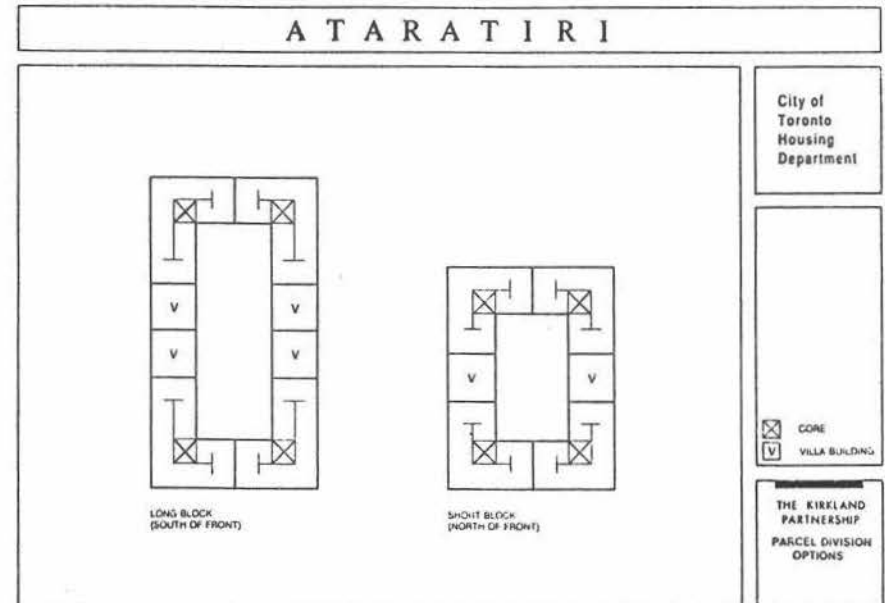 ATARATIRI
City of
Toronto
Housing
Department
V V
V V
V V
LONG BLOCK
(SOUTH OF FRONT)
SHORT BLOCK
(NORTH OF FRONT)
CORE
V VILLA BUILDING
THE KIRKLAND
PARTNERSHIP
PARCEL DIVISION
OPTIONS